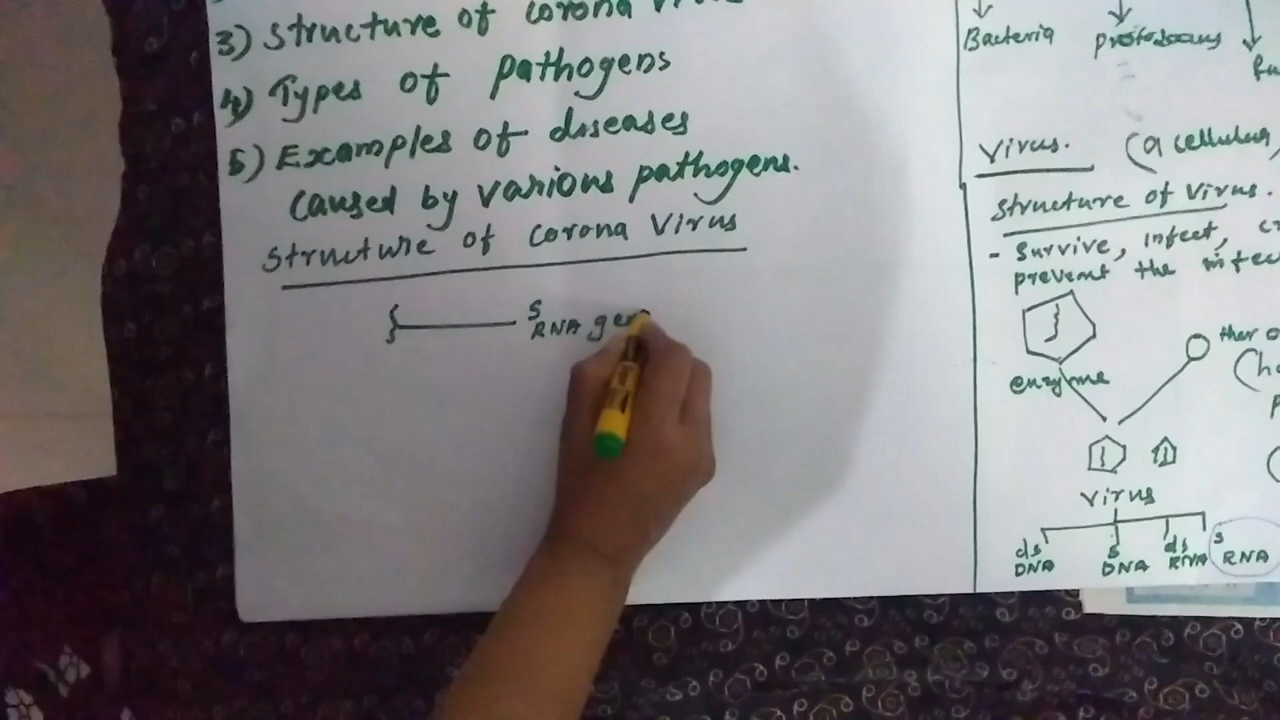 3) Structure of corona
4) Types of pathogens
5) Examples of diseases
caused by various pathogens.
Structure of corona Virus
S
RNA gen
Bacteria
Virus. (a cellular,
Structure of Virus.
- Survive, infect,
prevent the
enzyme
virus
ds
DNA
S
DNA
ds
RNA
S
RNA